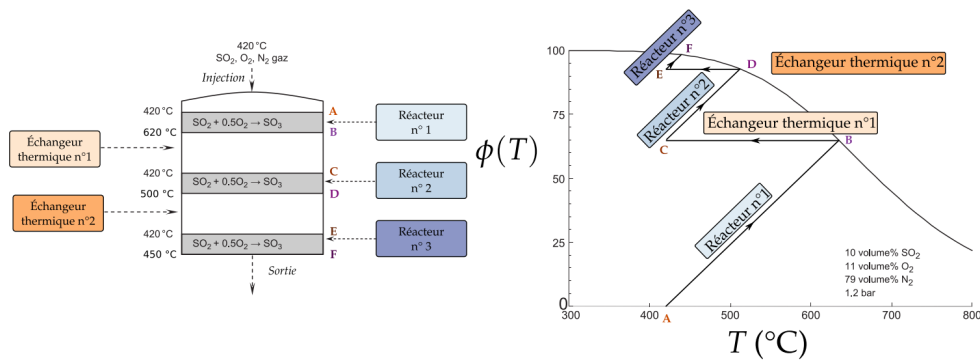 420 °C
SO2, O2, N2 gaz
Injection
420 °C
A
SO2 + 0.5O2 → SO3
620 °C
B
Réacteur
n° 1
Échangeur
thermique n°1
420 °C
C
SO2 + 0.5O2 → SO3
500 °C
D
Réacteur
n° 2
Échangeur
thermique n°2
420 °C
E
SO2 + 0.5O2 → SO3
450 °C
F
Réacteur
n° 3
Sortie
ϕ(T)
100
75
50
25
0
300
400
500
600
700
800
T (°C)
A
B
C
D
E
F
Réacteur n°1
Réacteur n°2
Réacteur n°3
Échangeur thermique n°1
Échangeur thermique n°2
10 volume% SO2
11 volume% O2
79 volume% N2
1,2 bar